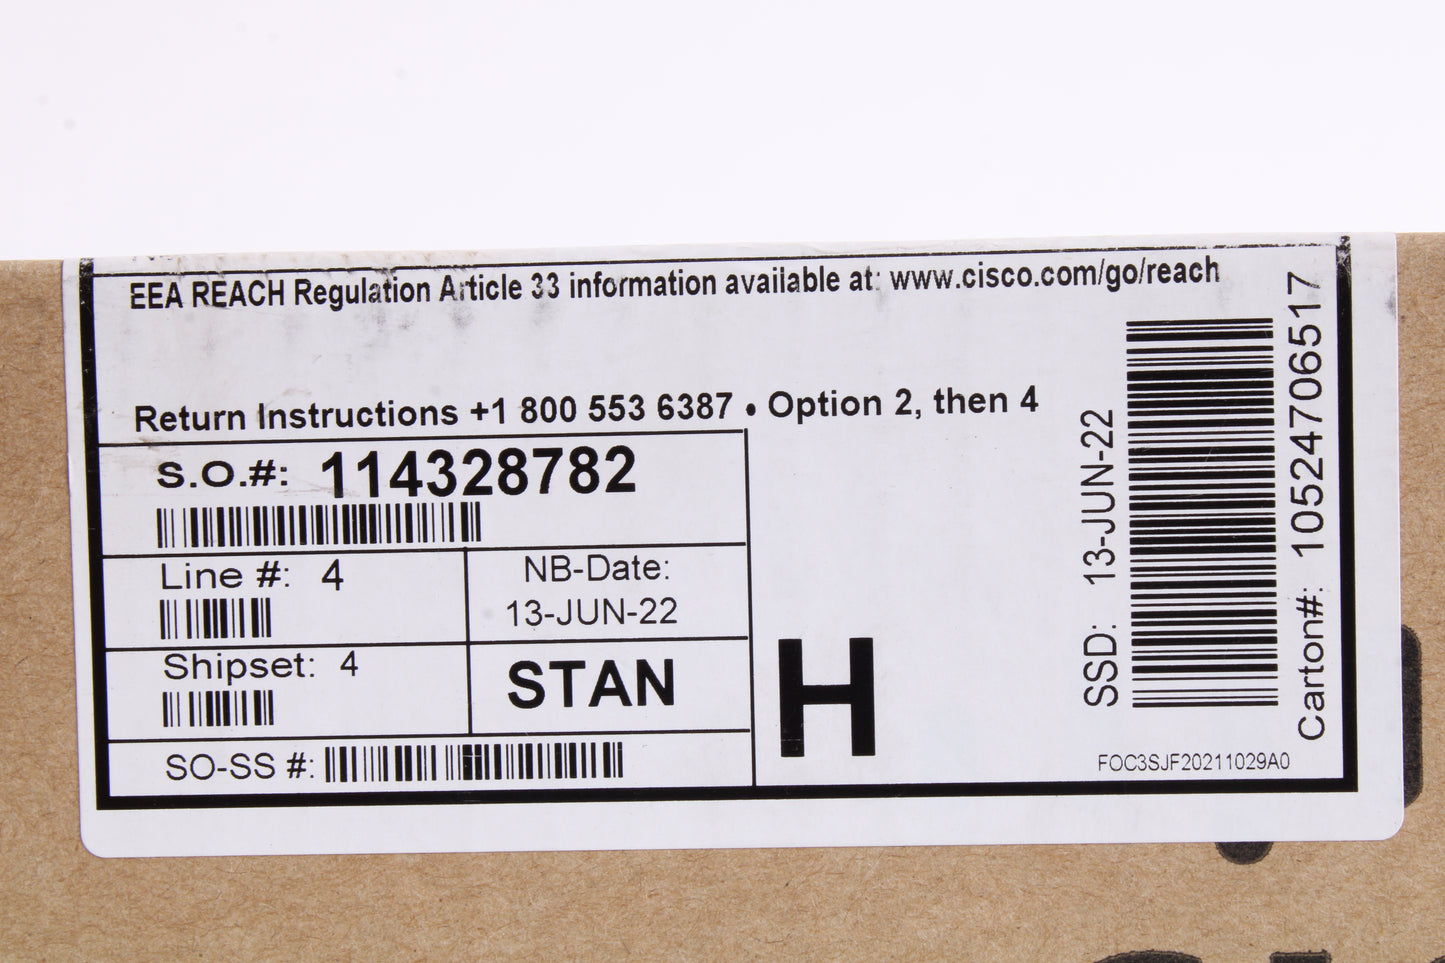 EEA REACH Regulation Article 33 information available at: www.cisco.com/go/reach
Return Instructions +1 800 553 6387 • Option 2, then 4
S.O.#: 114328782
Line #: 4
NB-Date:
13-JUN-22
Shipset: 4
STAN
SO-SS #:
H
SSD: 13-JUN-22
Carton#: 1052470651​7
FOC3SJF20211029A0